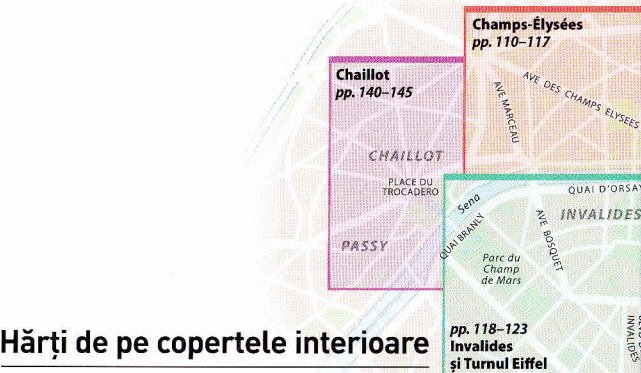 Champs-Élysées
pp. 110–117
Chaillot
pp. 140–145
AVE DES CHAMPS ELYSEES
AVE MARCEAU
CHAILLOT
PLACE DU
TROCADERO
QUAI D'ORSAY
Sena
INVALIDES
QUAI BRANLY
AVE BOSQUET
PASSY
Parc du
Champ
de Mars
pp. 118–123
Invalides
și Turnul Eiffel
INVALIDES
Hărți de pe copertele interioare